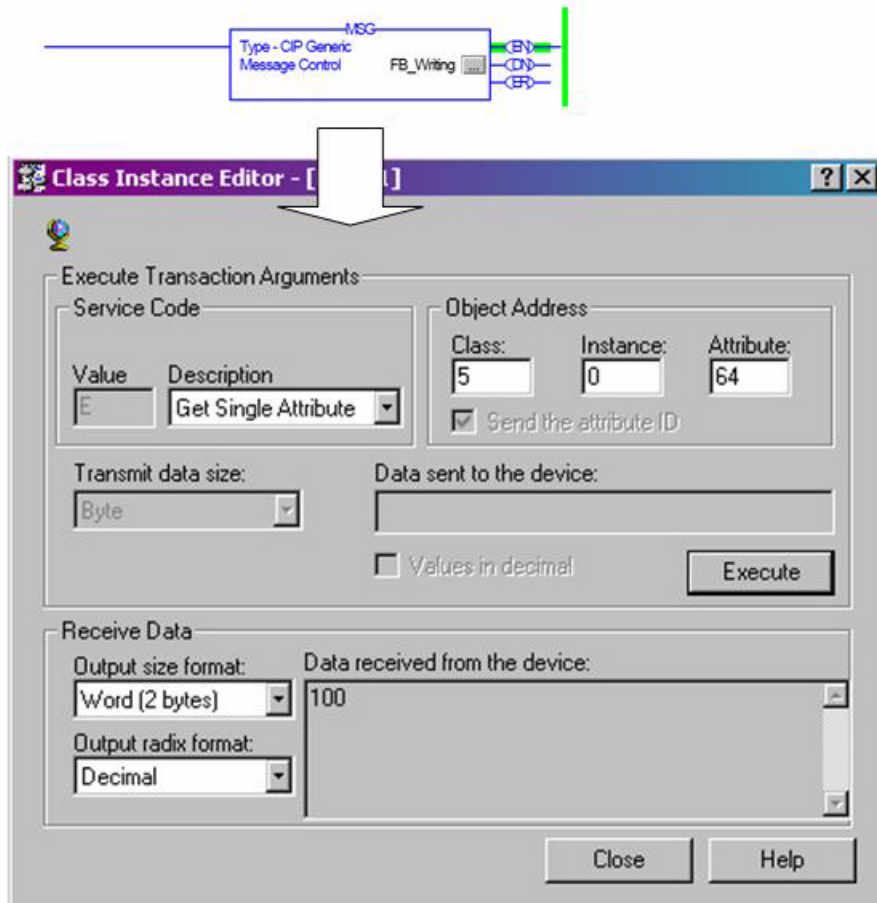 MSG
Type - CIP Generic
Message Control FB_Writing ...
EN
DN
ER
Class Instance Editor - [ 1]
Execute Transaction Arguments
Service Code
Object Address
Class: Instance: Attribute:
5 0 64
Value Description
E Get Single Attribute
Send the attribute ID
Transmit data size: Data sent to the device:
Byte
Values in decimal
Execute
Receive Data
Output size format: Data received from the device:
Word (2 bytes) 100
Output radix format:
Decimal
Close Help